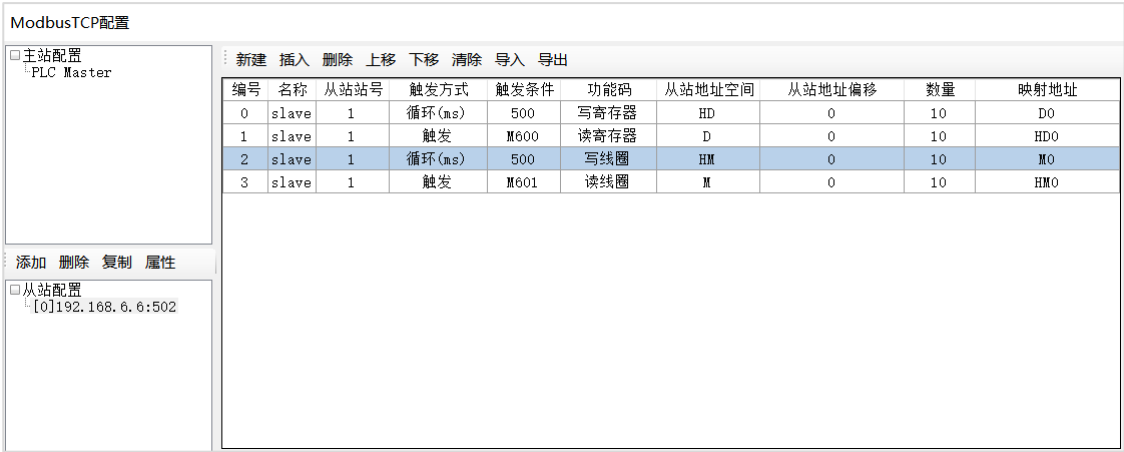 ModbusTCP配置
主站配置
PLC Master
新建 插入 删除 上移 下移 清除 导入 导出
编号 名称 从站站号 触发方式 触发条件 功能码 从站地址空间 从站地址偏移 数量 映射地址
0 slave 1 循环(ms) 500 写寄存器 HD 0 10 D0
1 slave 1 触发 M600 读寄存器 D 0 10 HD0
2 slave 1 循环(ms) 500 写线圈 HM 0 10 M0
3 slave 1 触发 M601 读线圈 M 0 10 HM0
添加 删除 复制 属性
从站配置
[0]192.168.6.6:502